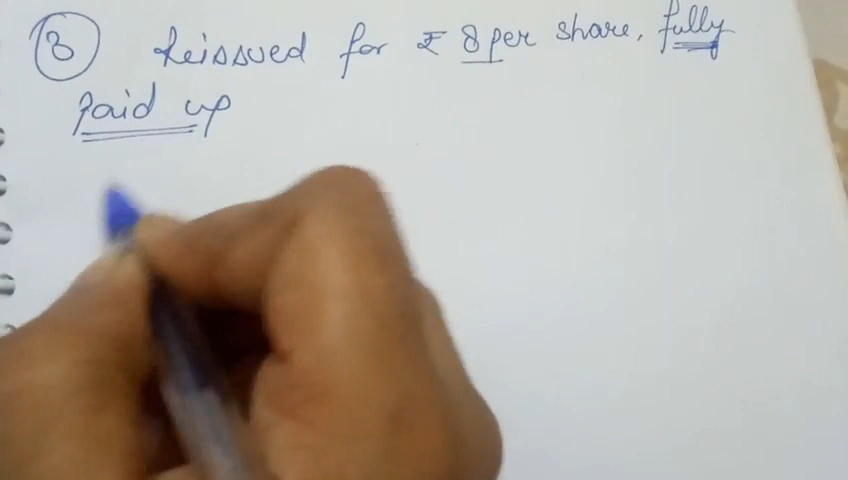 3 Reissued for ₹ 8 per share, fully
paid up